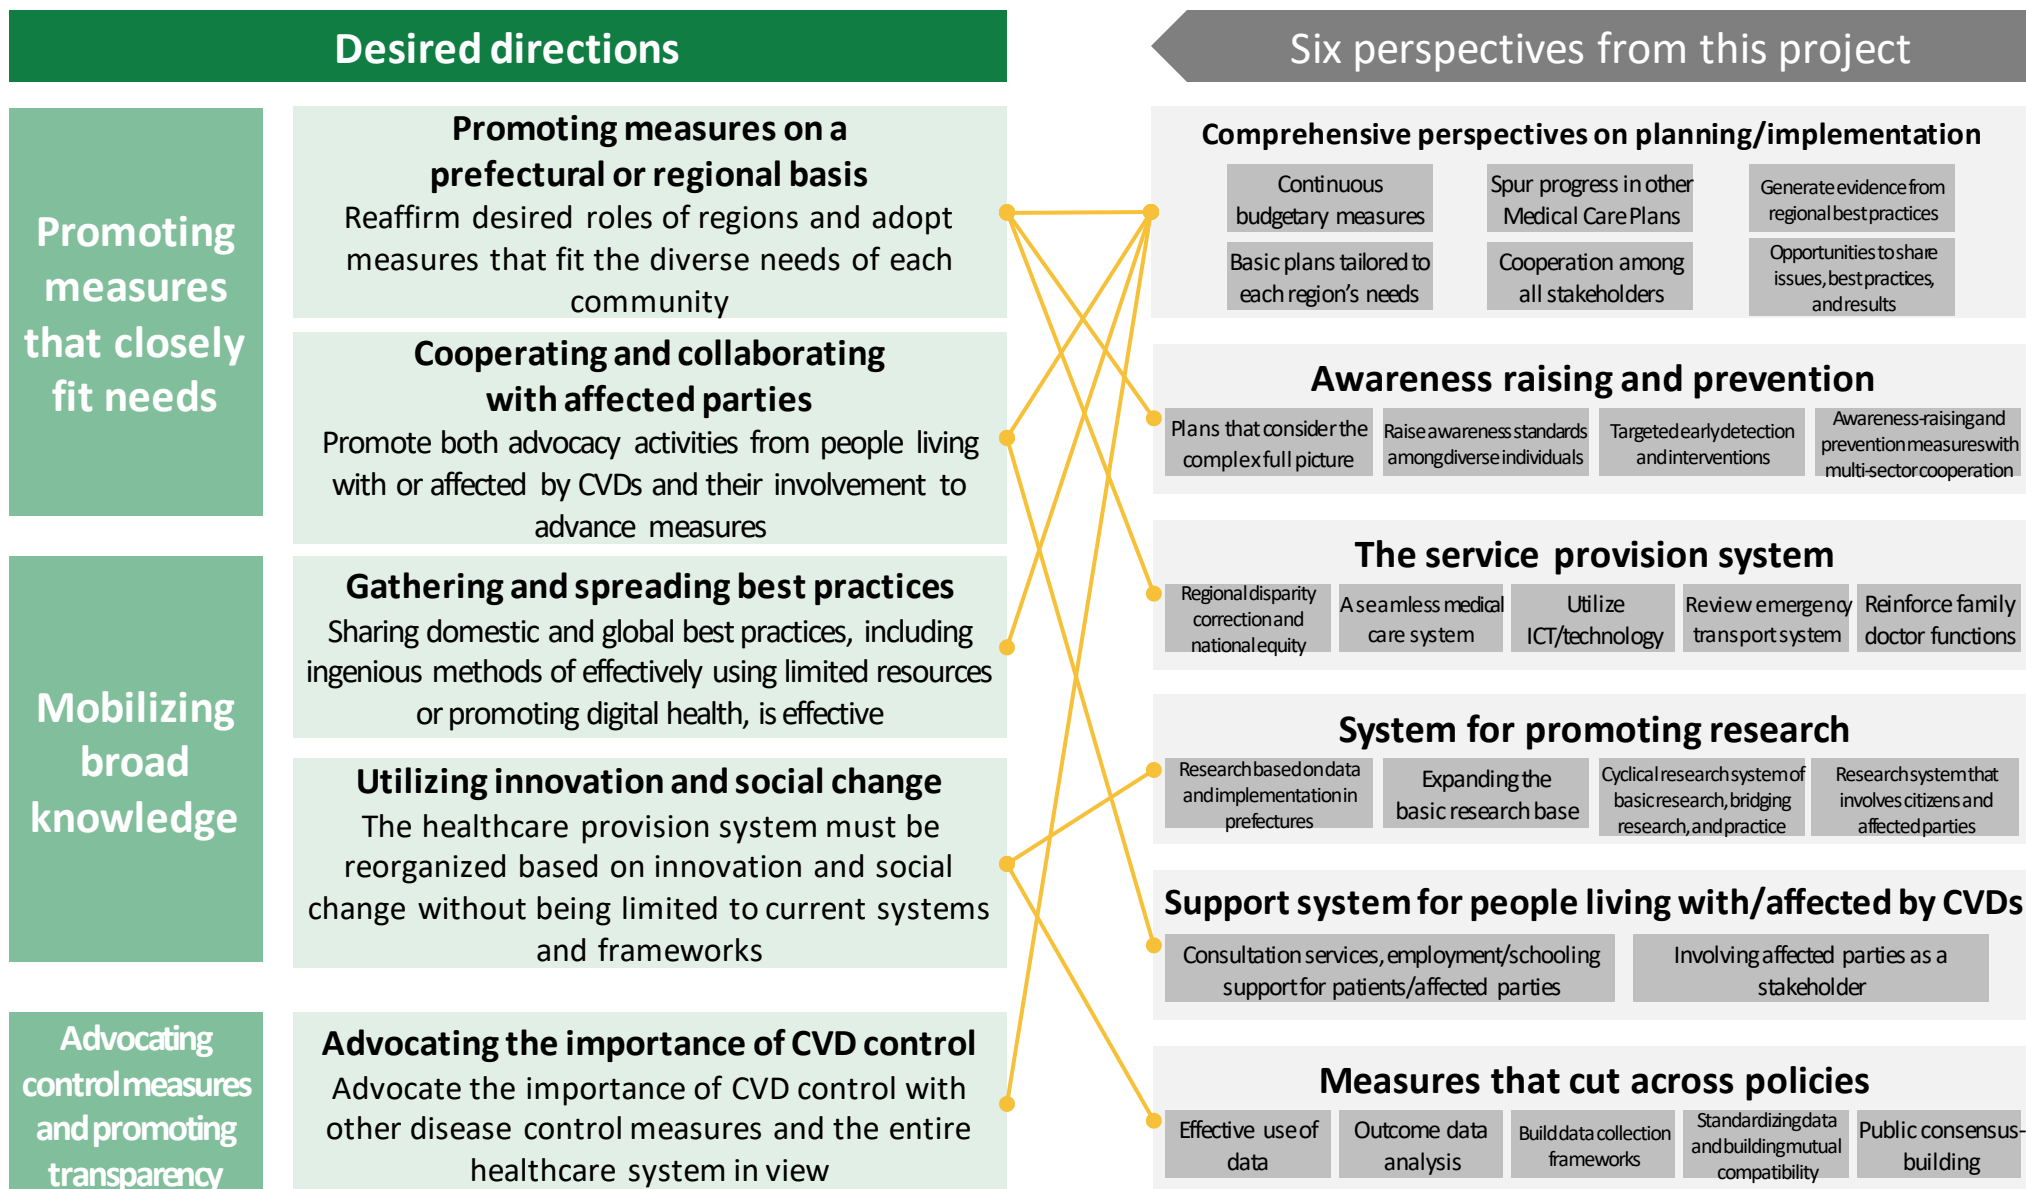 Desired directions
Six perspectives from this project
Promoting
measures
that closely
fit needs
Promoting measures on a
prefectural or regional basis
Reaffirm desired roles of regions and adopt
measures that fit the diverse needs of each
community
Cooperating and collaborating
with affected parties
Promote both advocacy activities from people living
with or affected by CVDs and their involvement to
advance measures
Mobilizing
broad
knowledge
Gathering and spreading best practices
Sharing domestic and global best practices, including
ingenious methods of effectively using limited resources
or promoting digital health, is effective
Utilizing innovation and social change
The healthcare provision system must be
reorganized based on innovation and social
change without being limited to current systems
and frameworks
Advocating
control measures
and promoting
transparency
Advocating the importance of CVD control
Advocate the importance of CVD control with
other disease control measures and the entire
healthcare system in view
Comprehensive perspectives on planning/implementation
Continuous
budgetary measures
Spur progress in other
Medical Care Plans
Generate evidence from
regional best practices
Basic plans tailored to
each region's needs
Cooperation among
all stakeholders
Opportunities to share
issues, best practices,
and results
Awareness raising and prevention
Plans that consider the
complex full picture
Raise awareness standards
among diverse individuals
Targeted early detection
and interventions
Awareness-raising and
prevention measures with
multi-sector cooperation
The service provision system
Regional disparity
correction and
national equity
A seamless medical
care system
Utilize
ICT/technology
Review emergency
transport system
Reinforce family
doctor functions
System for promoting research
Research based on data
and implementation in
prefectures
Expanding the
basic research base
Cyclical research system of
basic research, bridging
research, and practice
Research system that
involves citizens and
affected parties
Support system for people living with/affected by CVDs
Consultation services, employment/schooling
support for patients/affected parties
Involving affected parties as a
stakeholder
Measures that cut across policies
Effective use of
data
Outcome data
analysis
Build data collection
frameworks
Standardizing data
and building mutual
compatibility
Public consensus-
building